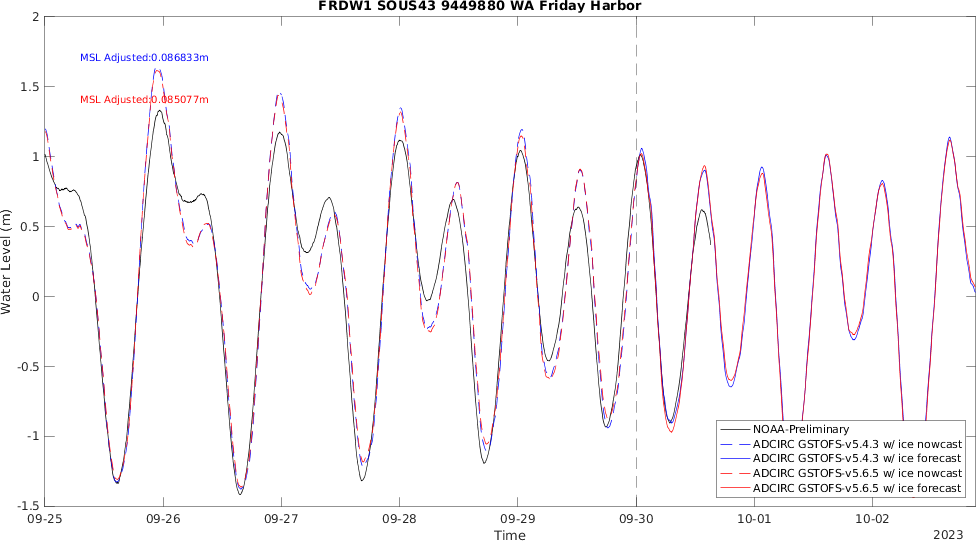 FRDW1 SOUS43 9449880 WA Friday Harbor
2
1.5
1
0.5
0
-0.5
-1
-1.5
Water Level (m)
MSL Adjusted:0.086833m
MSL Adjusted:0.085077m
NOAA-Preliminary
ADCIRC GSTOFS-v5.4.3 w/ ice nowcast
ADCIRC GSTOFS-v5.4.3 w/ ice forecast
ADCIRC GSTOFS-v5.6.5 w/ ice nowcast
ADCIRC GSTOFS-v5.6.5 w/ ice forecast
09-25 09-26 09-27 09-28 09-29 09-30 10-01 10-02
Time
2023